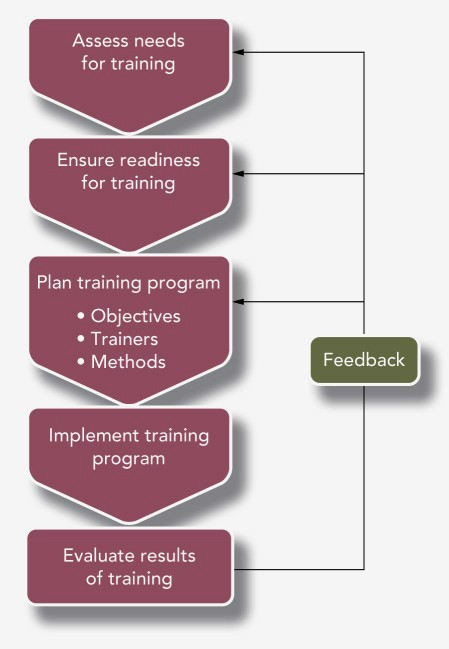 Assess needs
for training
Ensure readiness
for training
Plan training program
• Objectives
• Trainers
• Methods
Feedback
Implement training
program
Evaluate results
of training